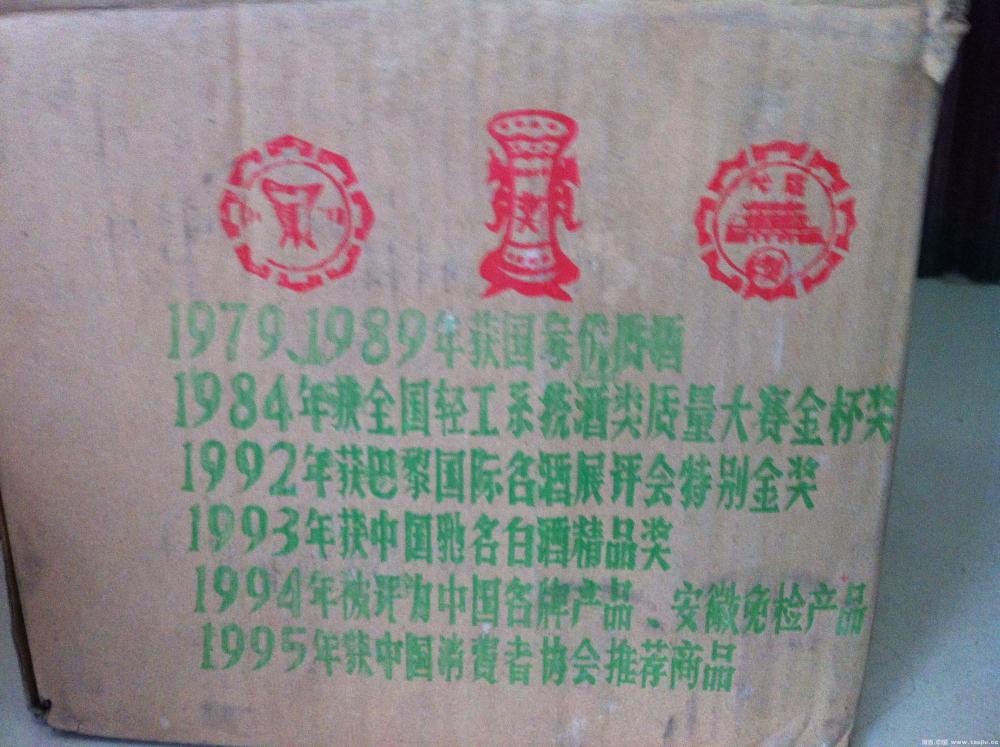 1979、1989年获国家优质酒
1984年获全国轻工系统酒类质量大赛金杯奖
1992年获巴黎国际名酒展评会特别金奖
1993年获中国驰名白酒精品奖
1994年被评为中国名牌产品、安徽免检产品
1995年获中国消费者协会推荐商品
www.taojiu.cc